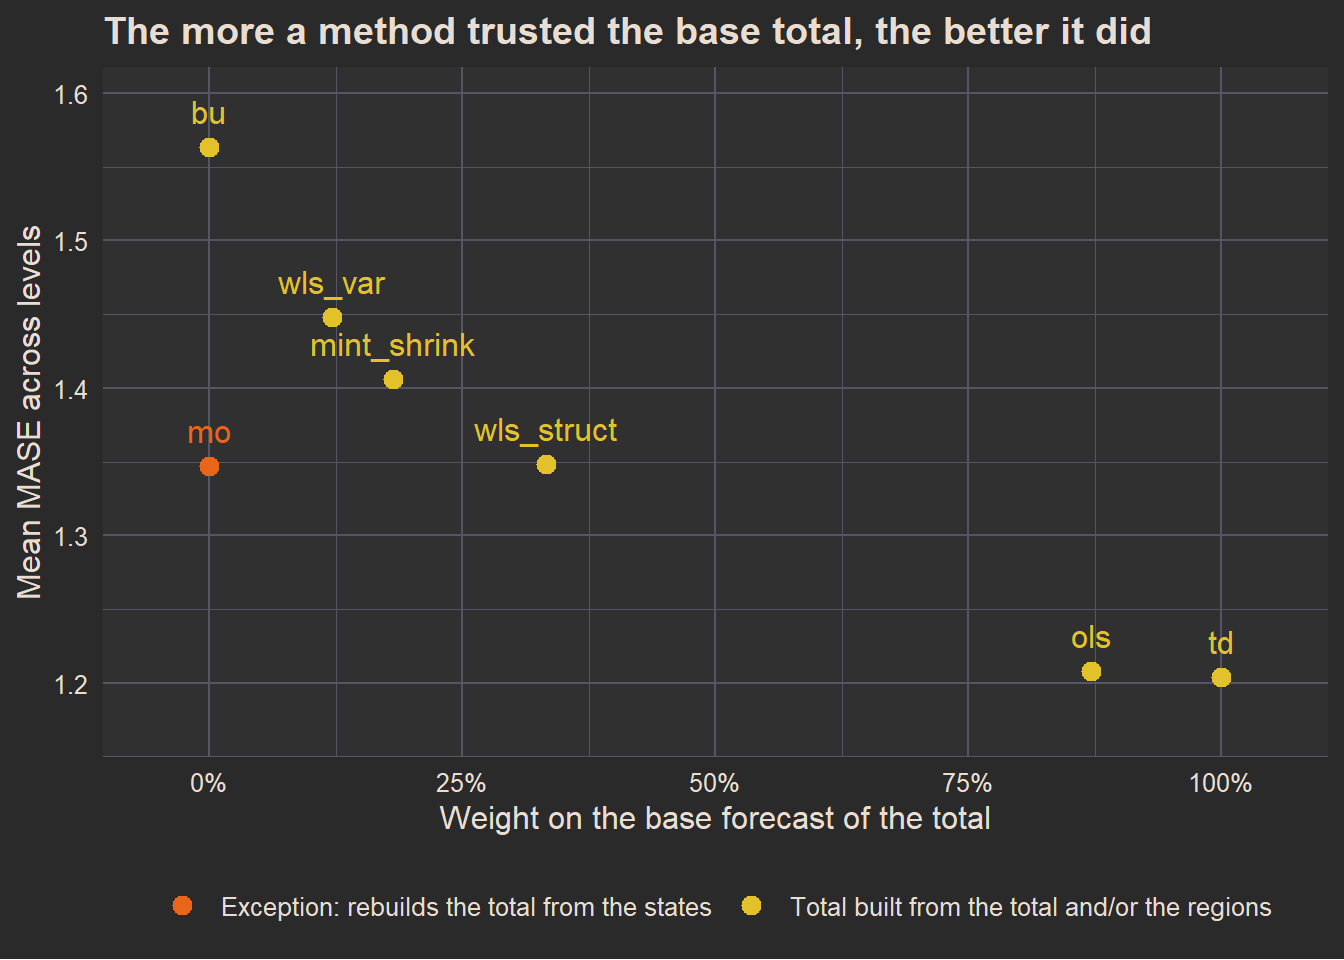 The more a method trusted the base total, the better it did
1.6
1.5
1.4
1.3
1.2
Mean MASE across levels
bu
wls_var
mint_shrink
mo
wls_struct
ols
td
0%
25%
50%
75%
100%
Weight on the base forecast of the total
Exception: rebuilds the total from the states
Total built from the total and/or the regions